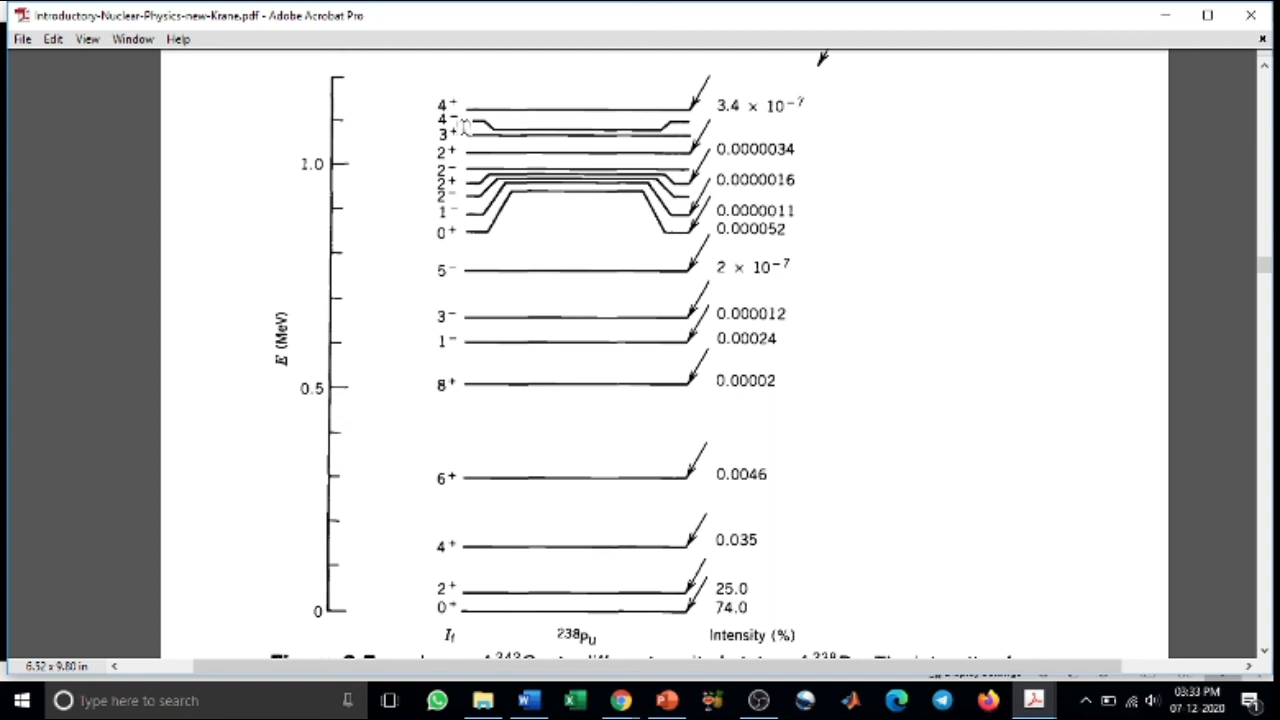 Introductory-Nuclear-Physics-new-Krane.pdf - Adobe Acrobat Pro
File Edit View Window Help
4⁺ 3.4 × 10⁻⁷
4⁻
3⁺
2⁺ 0.0000034
1.0
2⁻
2⁺ 0.0000016
2⁻
1⁻ 0.0000011
0⁺ 0.000052
5⁻ 2 × 10⁻⁷
3⁻ 0.000012
1⁻ 0.00024
E (MeV)
0.5
8⁺ 0.00002
6⁺ 0.0046
4⁺ 0.035
2⁺ 25.0
0 0⁺ 74.0
I_f ²³⁸Pu Intensity (%)
6.52 x 9.80 in
Type here to search
03:33 PM
07-12-2020